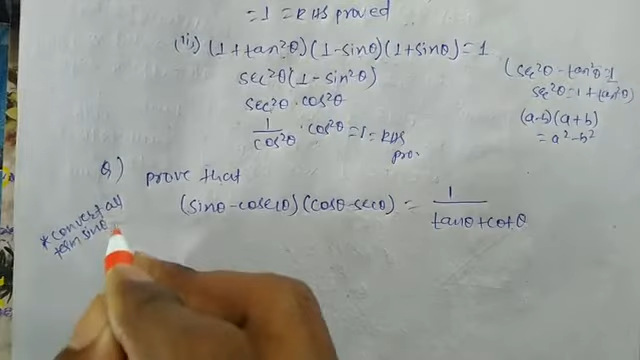 =1 =RHS proved
(ii) (1+tan²θ)(1-sinθ)(1+sinθ)=1
sec²θ(1-sin²θ)
sec²θ.cos²θ
1/cos²θ . cos²θ=1=RHS
pro.
(sec²θ-tan²θ=1
sec²θ=1+tan²θ)
(a-b)(a+b)
=a²-b²
Q) prove that
(sinθ-cosecθ)(cosθ-secθ) = 1/tanθ+cotθ
*convert all
term sinθ